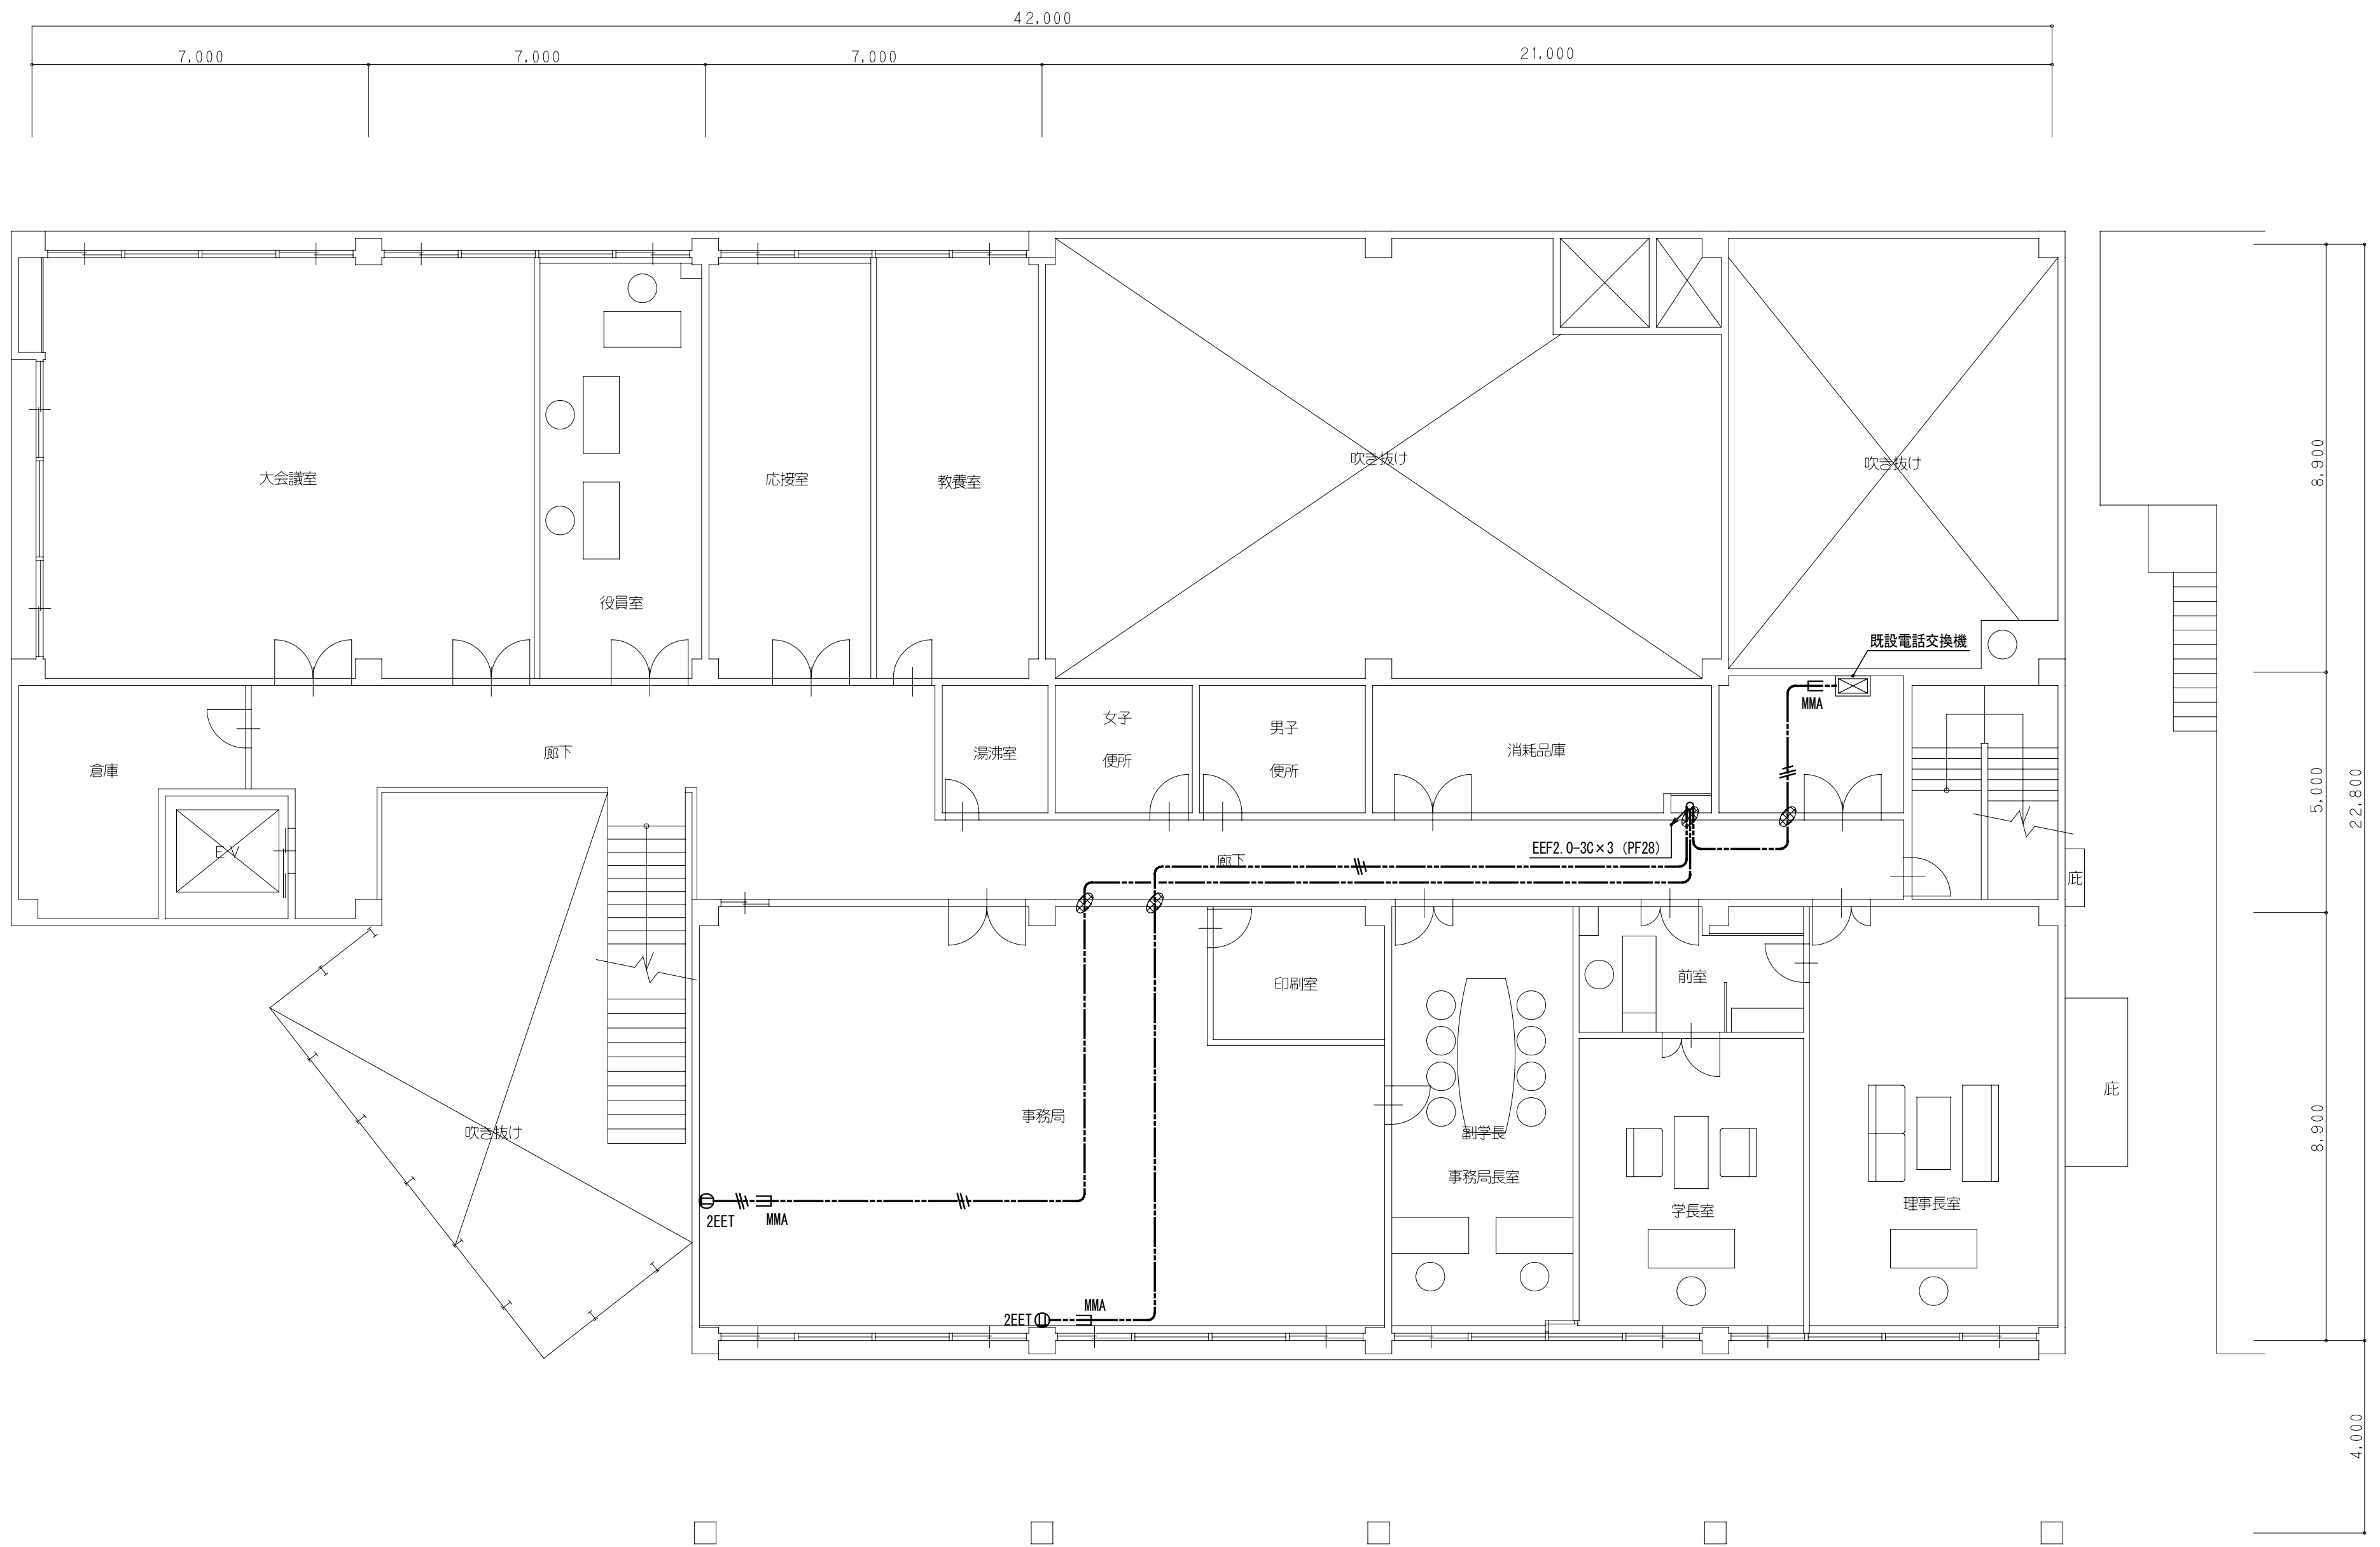 42,000
7,000
7,000
7,000
21,000
大会議室
役員室
応接室
教養室
吹き抜け
吹き抜け
8,900
既設電話交換機
MMA
倉庫
EV
廊下
湯沸室
女子
便所
男子
便所
消耗品庫
5,000
22,800
EEF2.0-3C×3 (PF28)
廊下
庇
印刷室
前室
事務局
吹き抜け
副学長
事務局長室
学長室
理事長室
庇
8,900
2EET
MMA
2EET
MMA
4,000